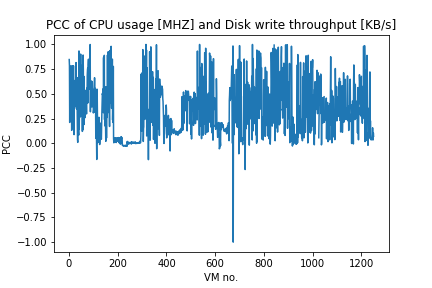 PCC of CPU usage [MHZ] and Disk write throughput [KB/s]
1.00
0.75
0.50
0.25
0.00
−0.25
−0.50
−0.75
−1.00
PCC
0 200 400 600 800 1000 1200
VM no.